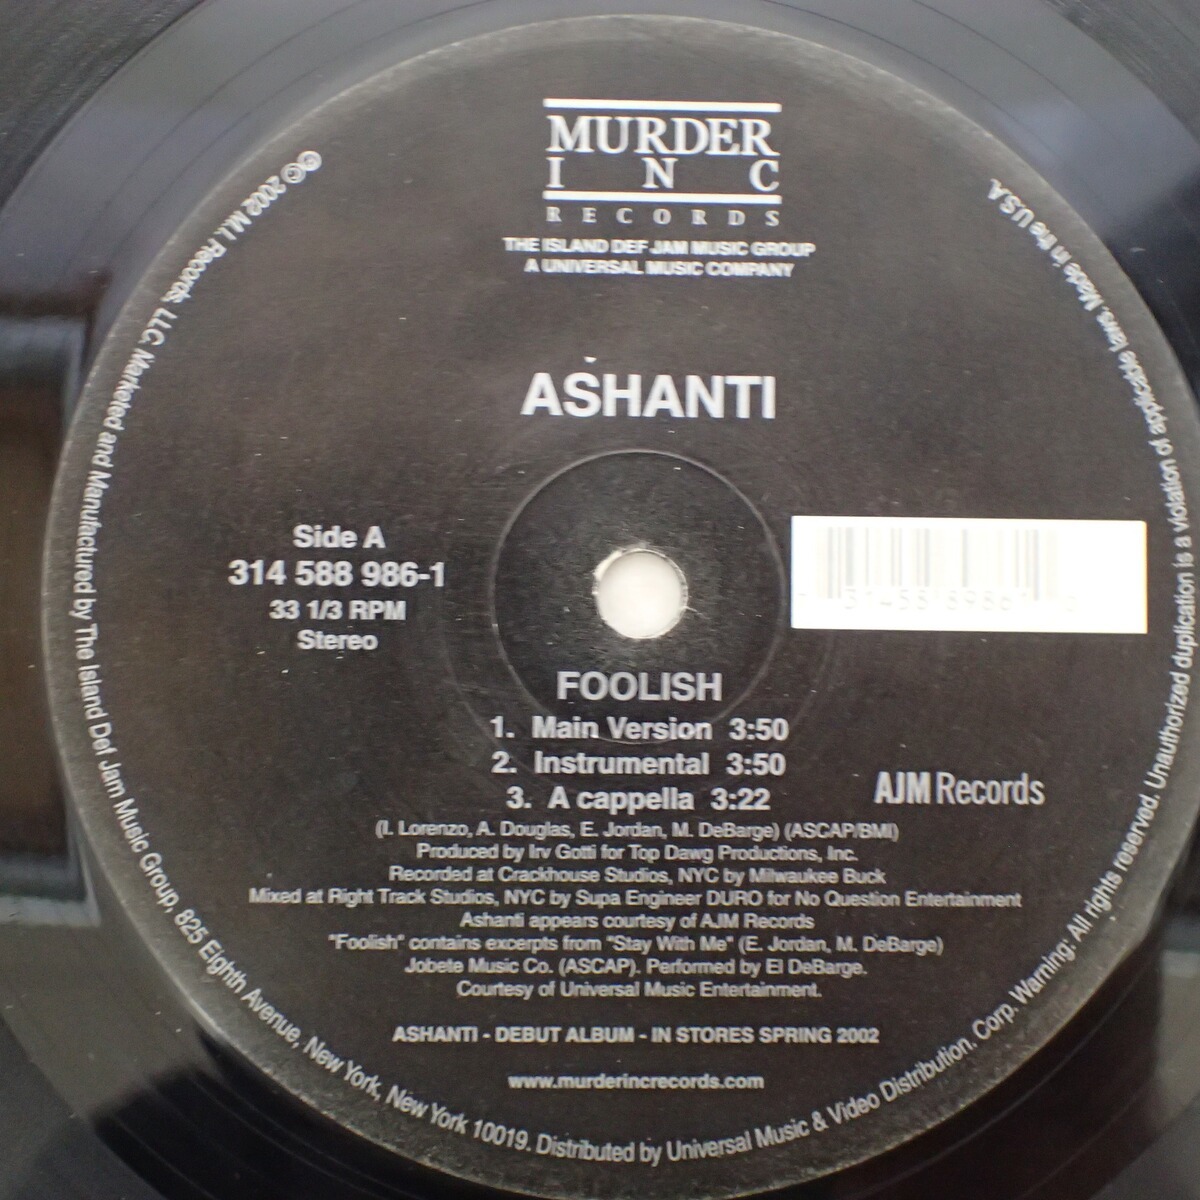 MURDER
INC
RECORDS
THE ISLAND DEF JAM MUSIC GROUP
A UNIVERSAL MUSIC COMPANY
ASHANTI
Side A
314 588 986-1
33 1/3 RPM
Stereo
FOOLISH
1. Main Version 3:50
2. Instrumental 3:50
3. A cappella 3:22
AJM Records
(I. Lorenzo, A. Douglas, E. Jordan, M. DeBarge) (ASCAP/BMI)
Produced by Irv Gotti for Top Dawg Productions, Inc.
Recorded at Crackhouse Studios, NYC by Milwaukee Buck
Mixed at Right Track Studios, NYC by Supa Engineer DURO for No Question Entertainment
Ashanti appears courtesy of AJM Records
"Foolish" contains excerpts from "Stay With Me" (E. Jordan, M. DeBarge)
Jobete Music Co. (ASCAP). Performed by El DeBarge.
Courtesy of Universal Music Entertainment.
ASHANTI - DEBUT ALBUM - IN STORES SPRING 2002
www.murderincrecords.com
℗© 2002 M.I. Records, LLC. Marketed and Manufactured by The Island Def Jam Music Group, 825 Eighth Avenue, New York, New York 10019. Distributed by Universal Music & Video Distribution, Corp. Warning: All rights reserved. Unauthorized duplication is a violation of applicable laws. Made in the U.S.A.